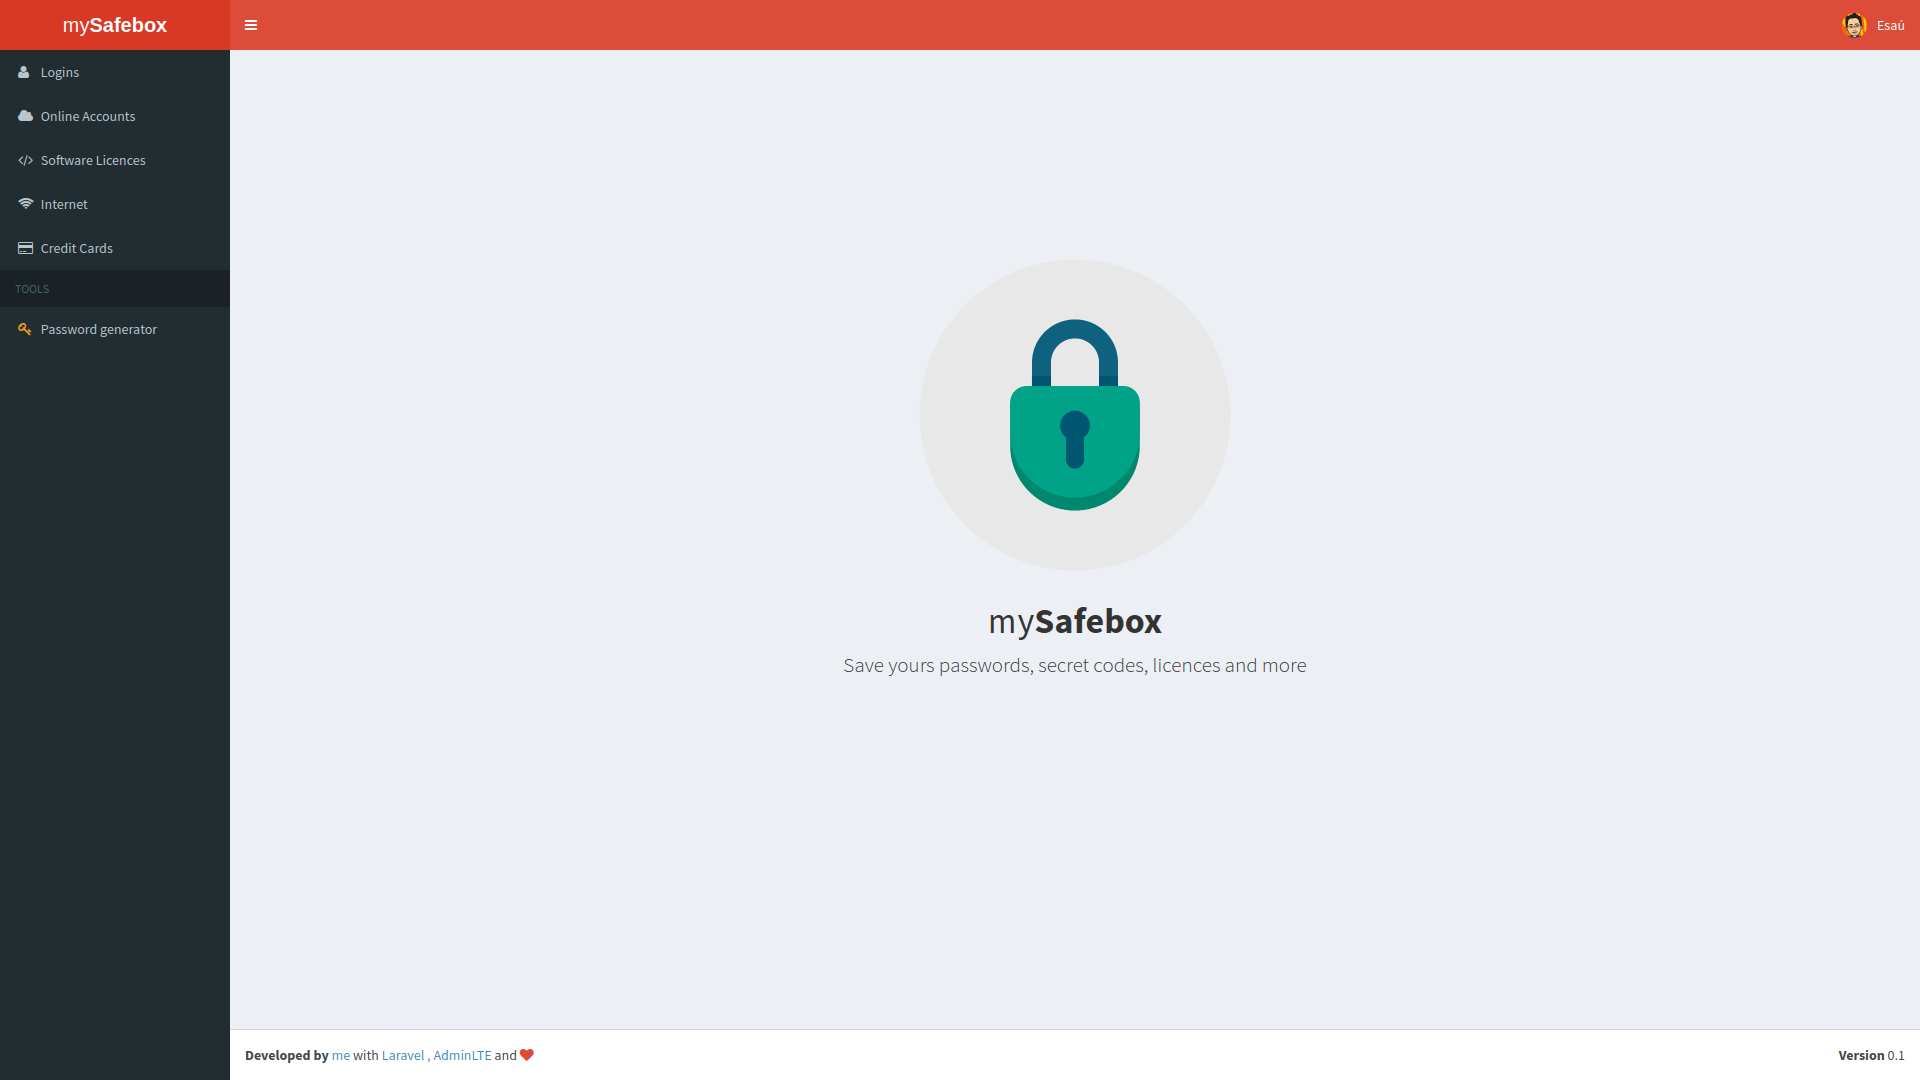 mySafebox
Esaú
Logins
Online Accounts
Software Licences
Internet
Credit Cards
TOOLS
Password generator
mySafebox
Save yours passwords, secret codes, licences and more
Developed by me with Laravel , AdminLTE and
Version 0.1